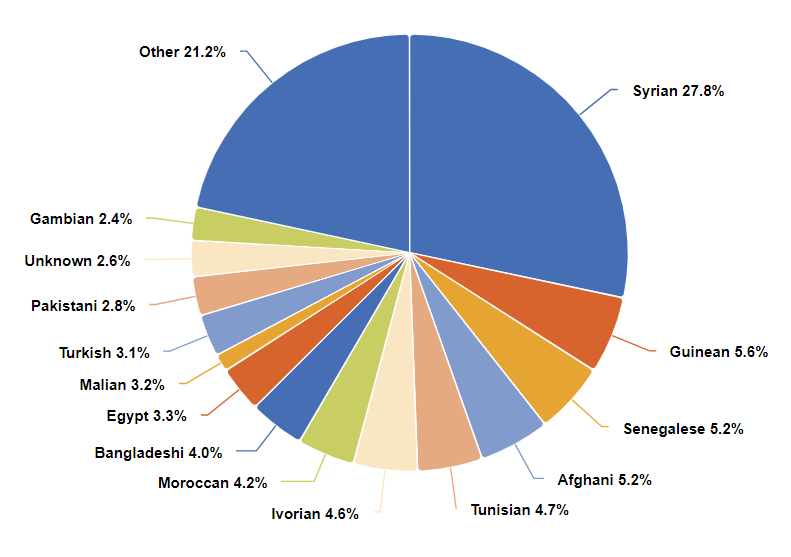 Other 21.2%
Syrian 27.8%
Gambian 2.4%
Unknown 2.6%
Pakistani 2.8%
Turkish 3.1%
Guinean 5.6%
Malian 3.2%
Egypt 3.3%
Senegalese 5.2%
Bangladeshi 4.0%
Afghani 5.2%
Moroccan 4.2%
Tunisian 4.7%
Ivorian 4.6%